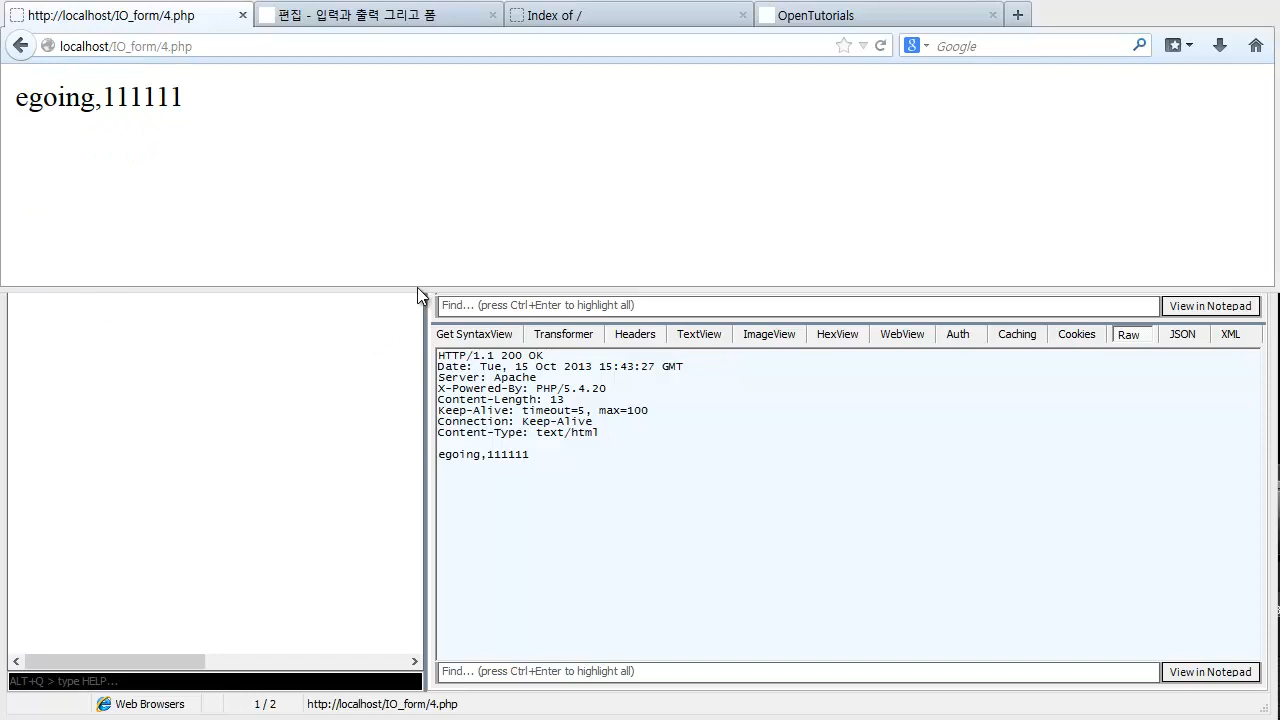 http://localhost/IO_form/4.php
편집 - 입력과 출력 그리고 폼
Index of /
OpenTutorials
localhost/IO_form/4.php
Google
egoing,111111
Find... (press Ctrl+Enter to highlight all)
View in Notepad
Get SyntaxView Transformer Headers TextView ImageView HexView WebView Auth Caching Cookies Raw JSON XML
HTTP/1.1 200 OK
Date: Tue, 15 Oct 2013 15:43:27 GMT
Server: Apache
X-Powered-By: PHP/5.4.20
Content-Length: 13
Keep-Alive: timeout=5, max=100
Connection: Keep-Alive
Content-Type: text/html
egoing,111111
Find... (press Ctrl+Enter to highlight all)
View in Notepad
ALT+Q > type HELP...
Web Browsers
1 / 2
http://localhost/IO_form/4.php